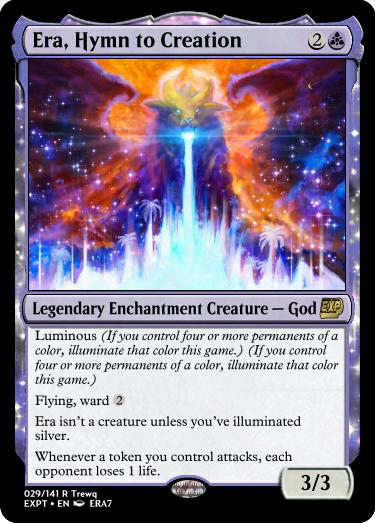 Era, Hymn to Creation 2
Legendary Enchantment Creature — God EXP
Luminous (If you control four or more permanents of a
color, illuminate that color this game.) (If you control
four or more permanents of a color, illuminate that color
this game.)
Flying, ward 2
Era isn't a creature unless you've illuminated
silver.
Whenever a token you control attacks, each
opponent loses 1 life.
3/3
029/141 R Trewq
EXPT • EN ERA7